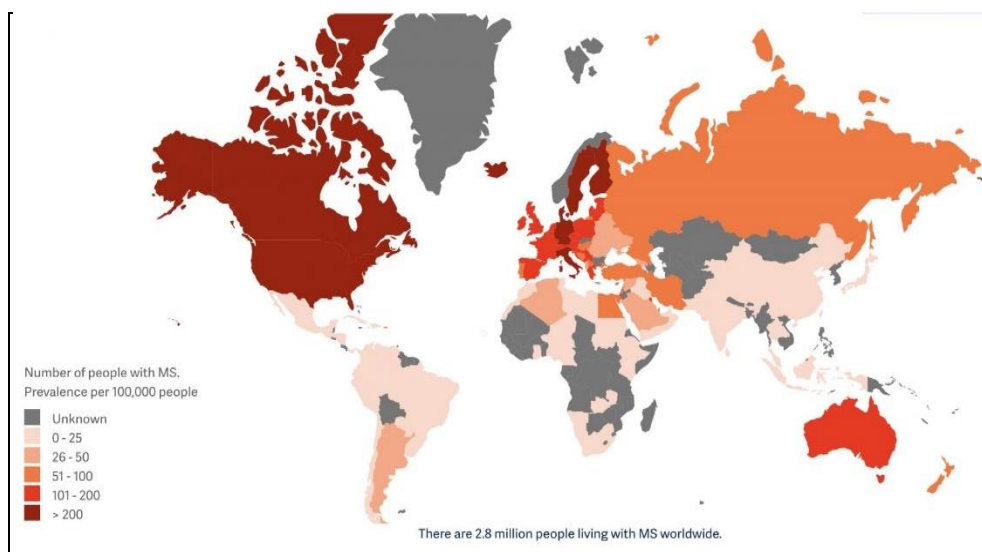 Number of people with MS.
Prevalence per 100,000 people
Unknown
0 - 25
26 - 50
51 - 100
101 - 200
> 200
There are 2.8 million people living with MS worldwide.